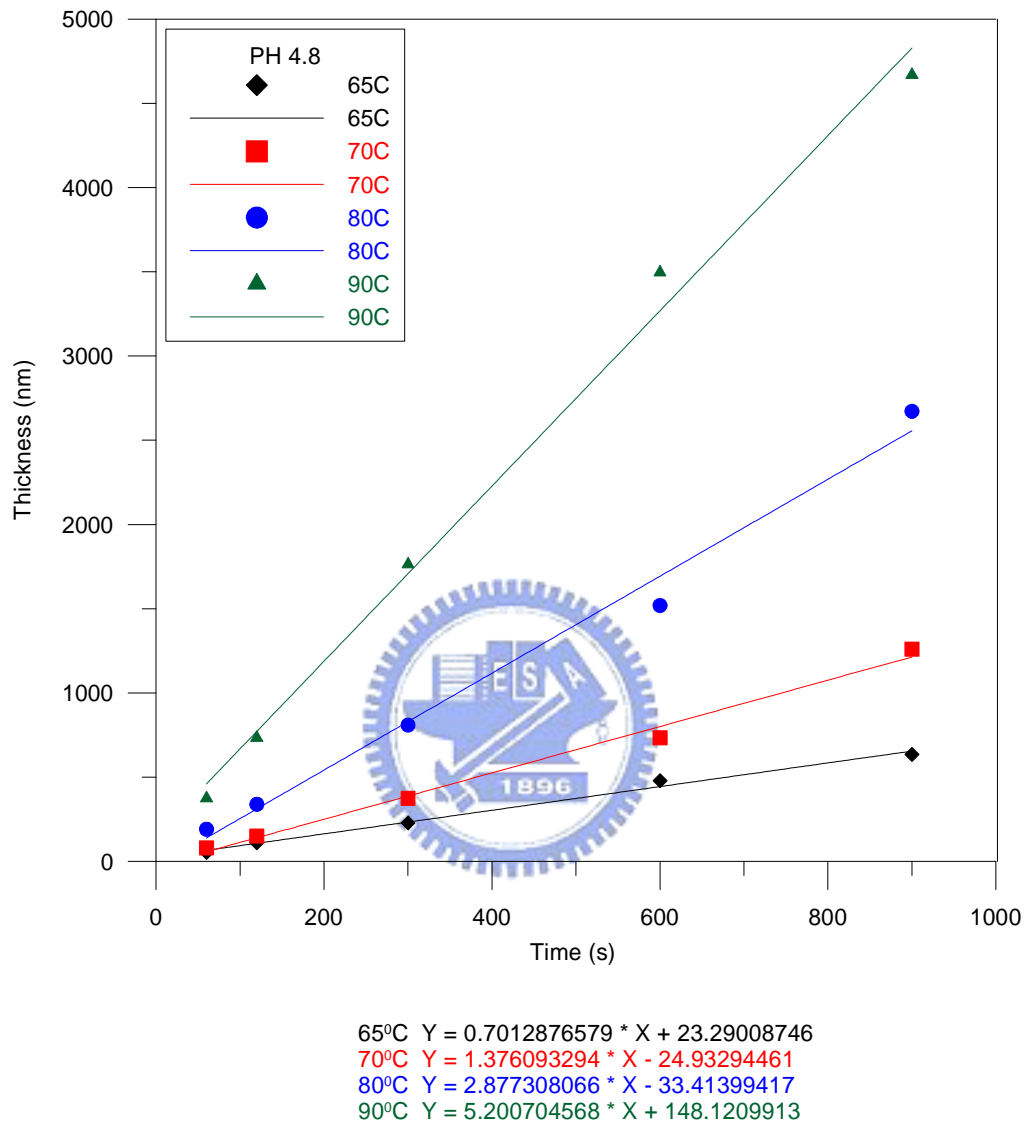 5000
4000
3000
2000
1000
0
Thickness (nm)
PH 4.8
65C
65C
70C
70C
80C
80C
90C
90C
E S A
1896
0 200 400 600 800 1000
Time (s)
65⁰C Y = 0.7012876579 * X + 23.29008746
70⁰C Y = 1.376093294 * X - 24.93294461
80⁰C Y = 2.877308066 * X - 33.41399417
90⁰C Y = 5.200704568 * X + 148.1209913